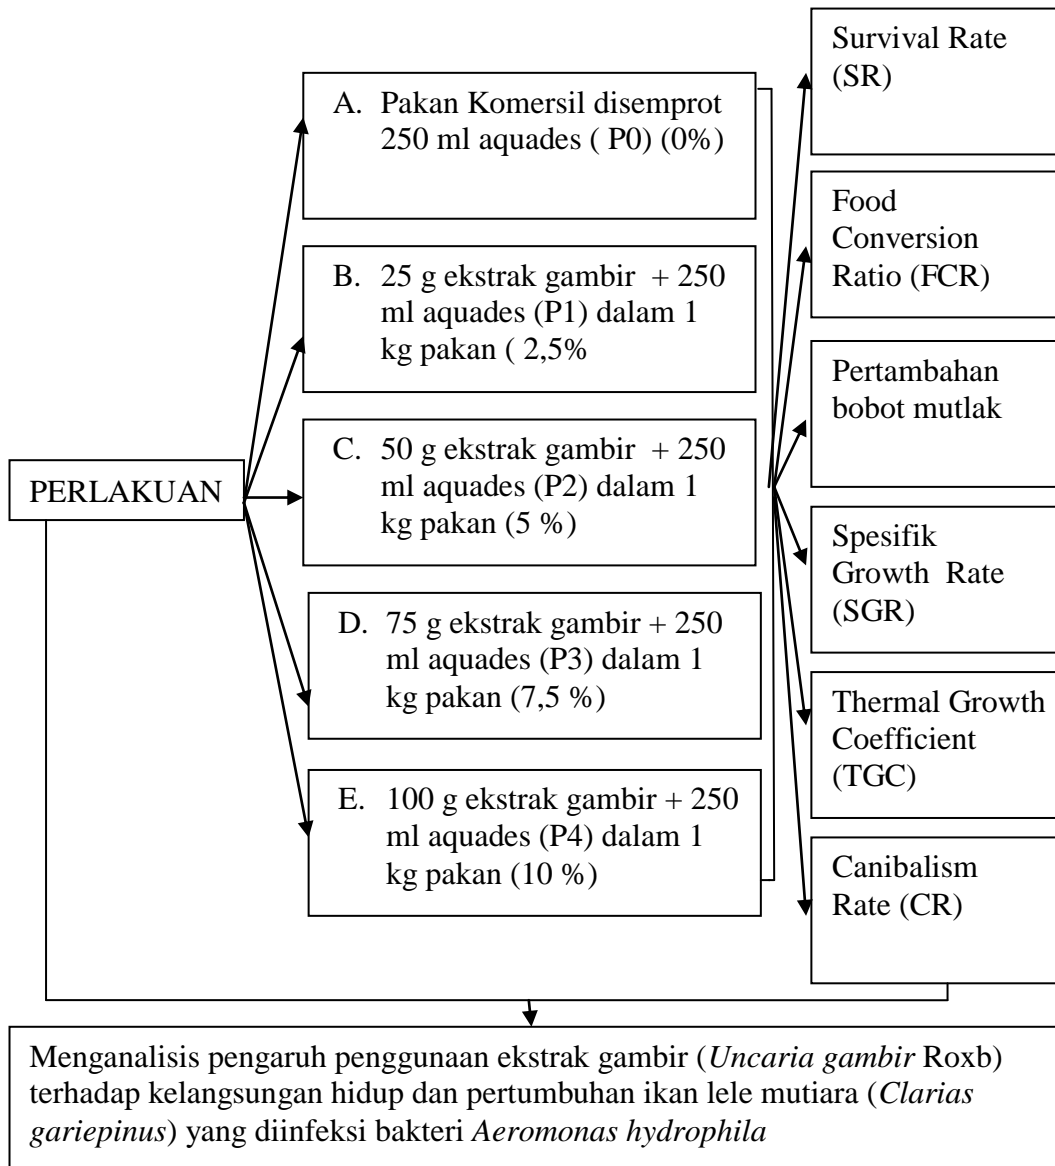 PERLAKUAN
A. Pakan Komersil disemprot
250 ml aquades ( P0) (0%)
B. 25 g ekstrak gambir + 250
ml aquades (P1) dalam 1
kg pakan ( 2,5%
C. 50 g ekstrak gambir + 250
ml aquades (P2) dalam 1
kg pakan (5 %)
D. 75 g ekstrak gambir + 250
ml aquades (P3) dalam 1
kg pakan (7,5 %)
E. 100 g ekstrak gambir + 250
ml aquades (P4) dalam 1
kg pakan (10 %)
Survival Rate
(SR)
Food
Conversion
Ratio (FCR)
Pertambahan
bobot mutlak
Spesifik
Growth Rate
(SGR)
Thermal Growth
Coefficient
(TGC)
Canibalism
Rate (CR)
Menganalisis pengaruh penggunaan ekstrak gambir (Uncaria gambir Roxb)
terhadap kelangsungan hidup dan pertumbuhan ikan lele mutiara (Clarias
gariepinus) yang diinfeksi bakteri Aeromonas hydrophila